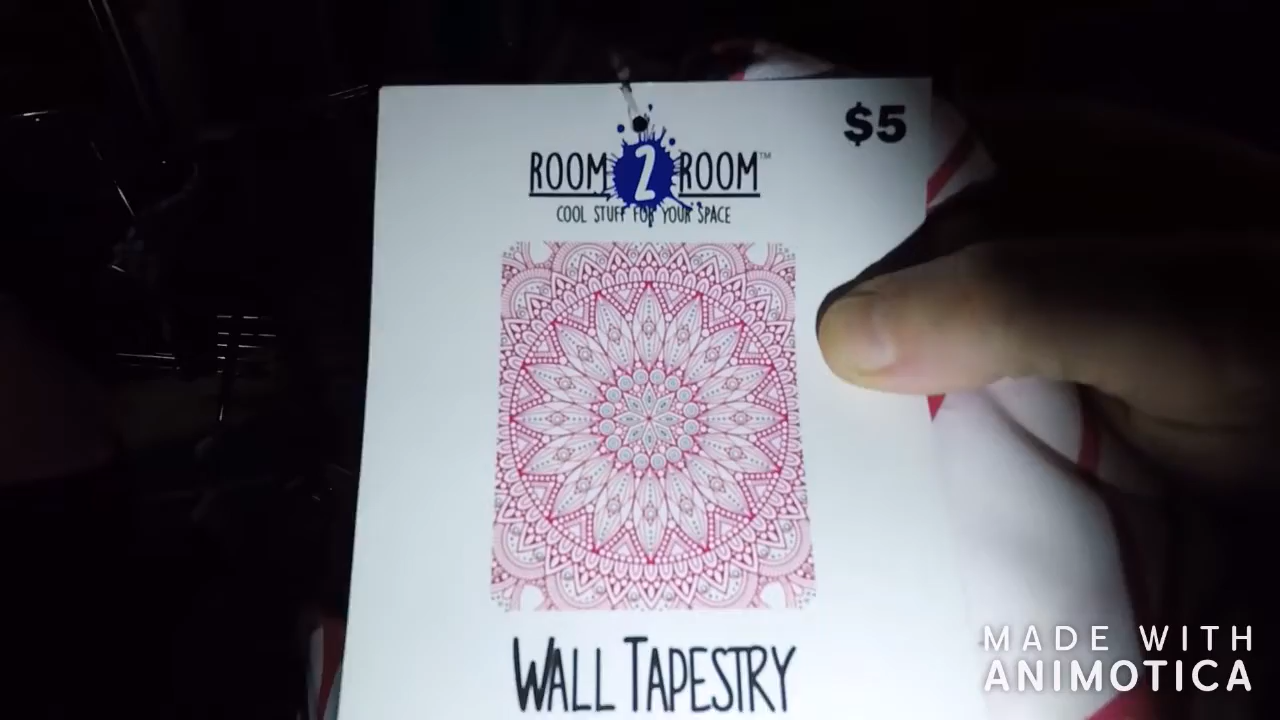 $5
ROOM 2 ROOM™
COOL STUFF FOR YOUR SPACE
WALL TAPESTRY
MADE WITH
ANIMOTICA